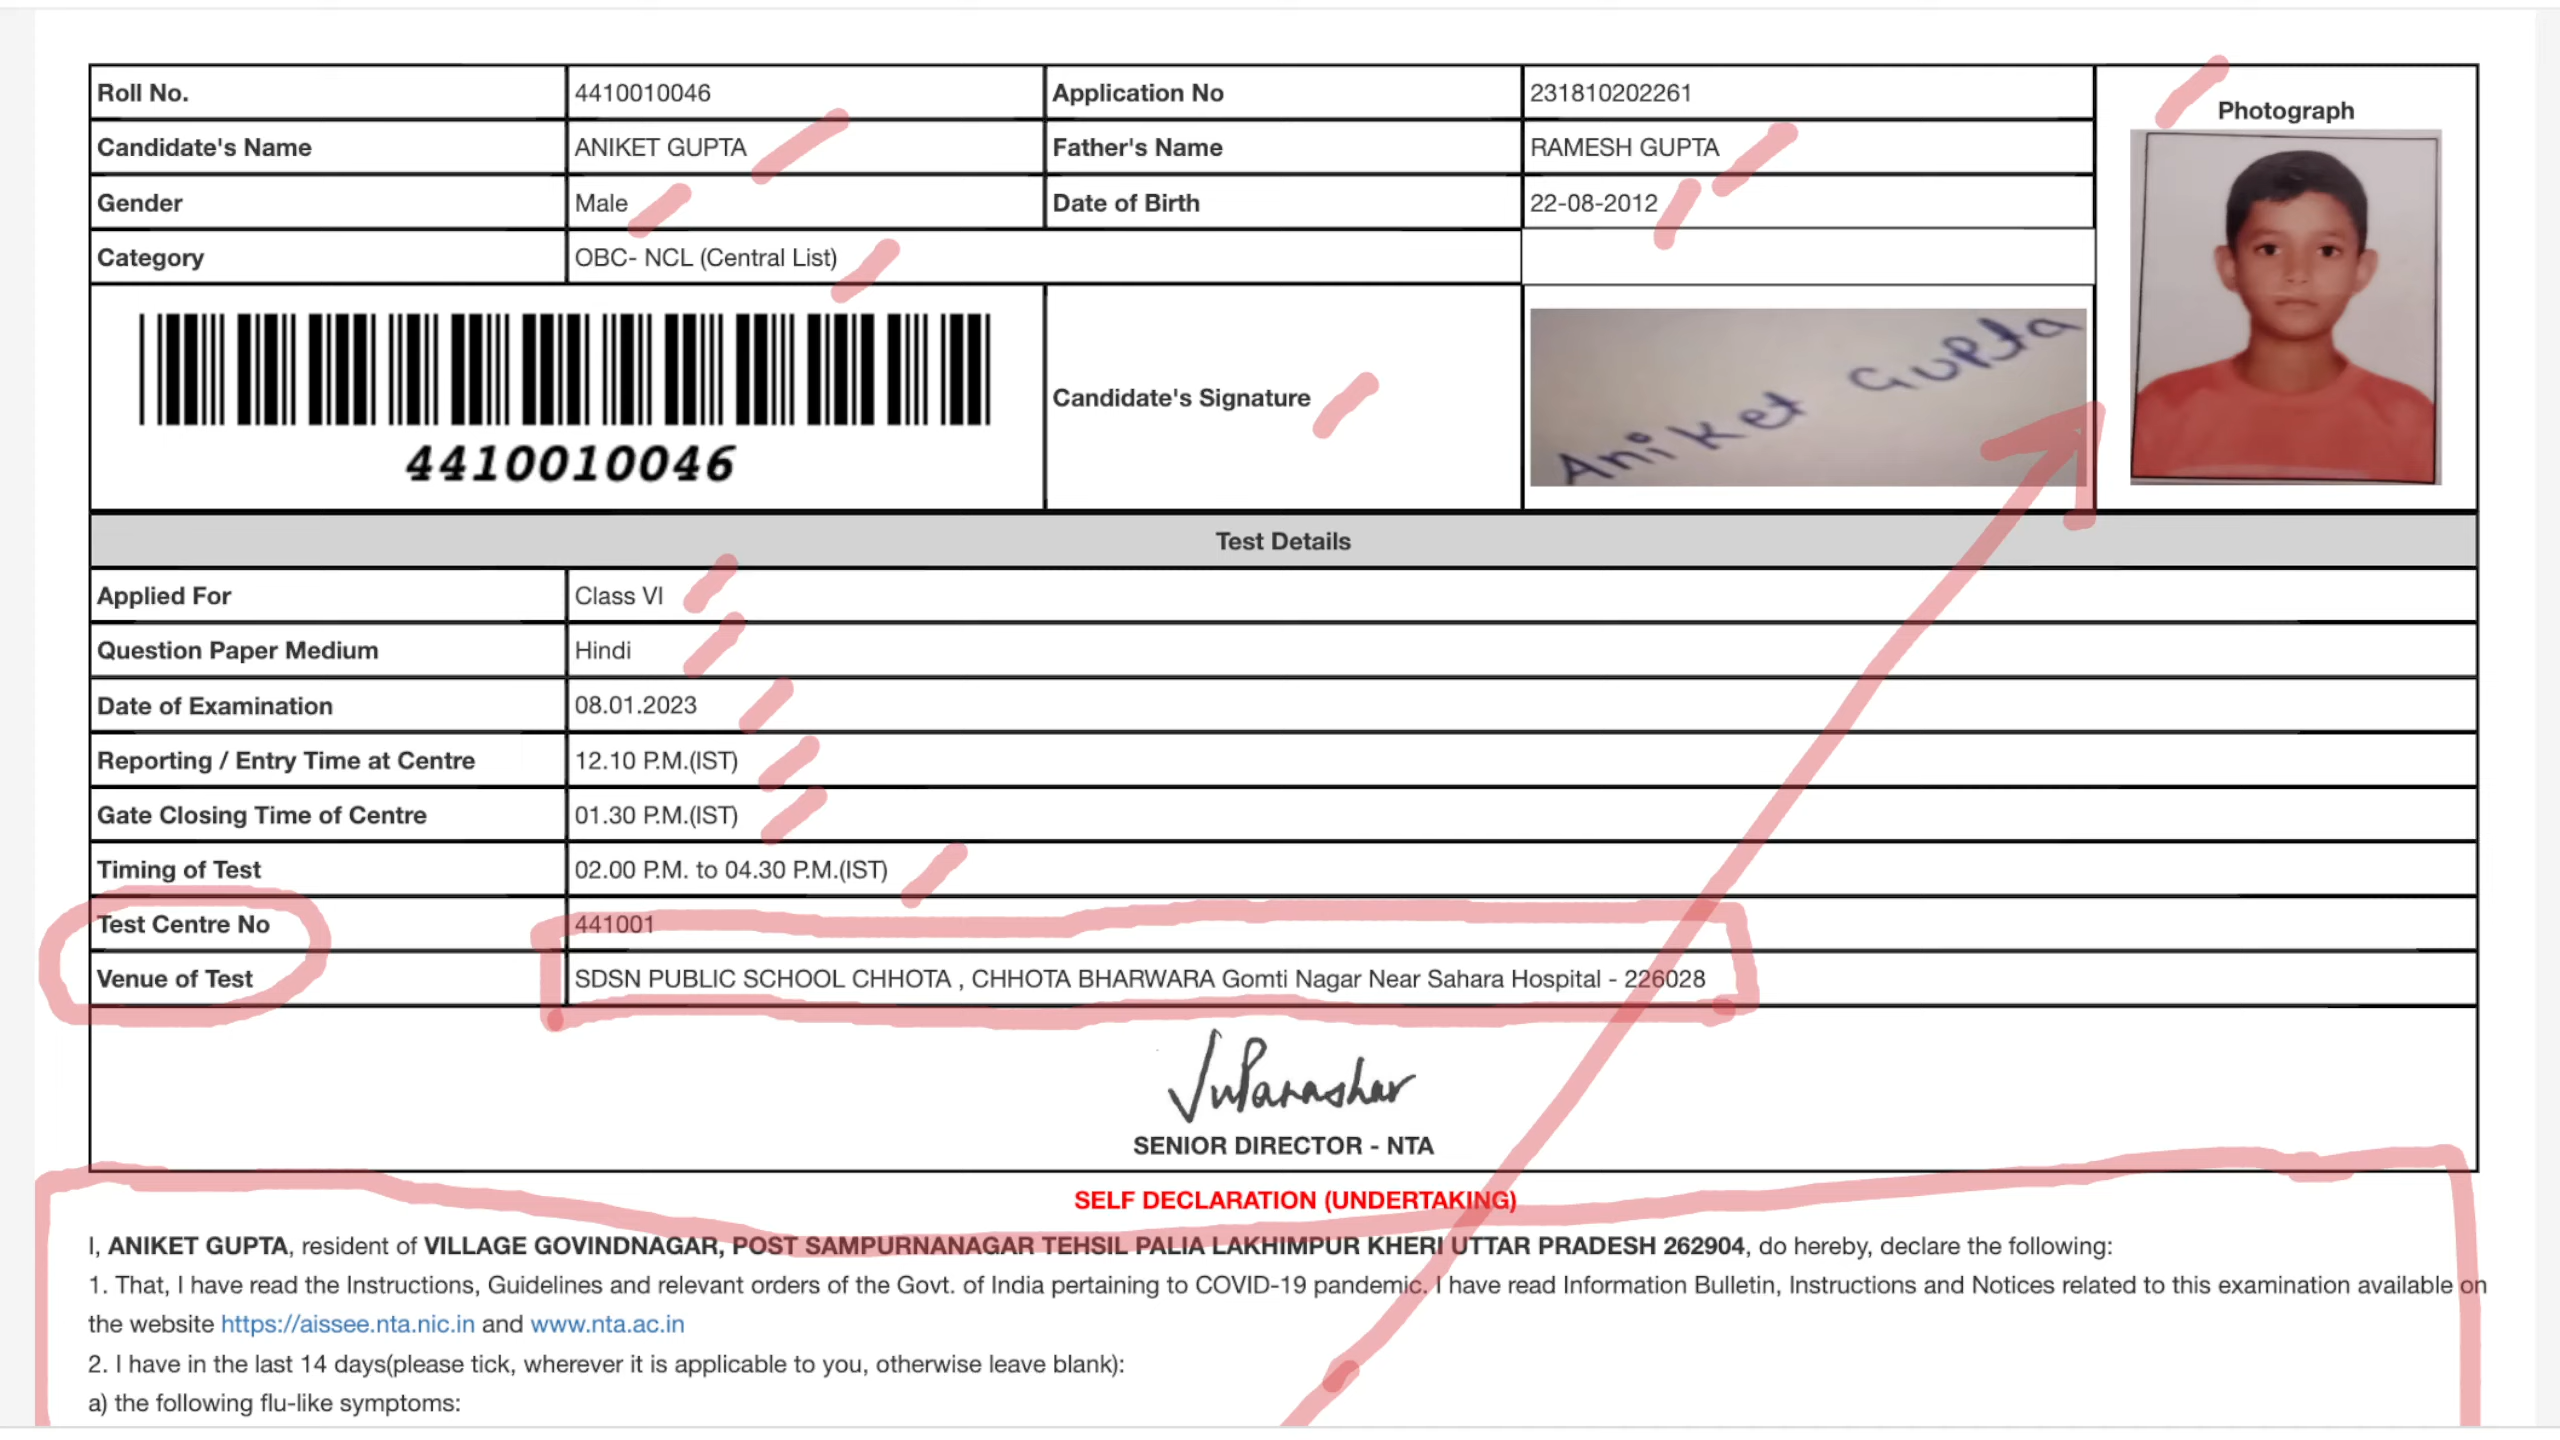 Roll No. 4410010046 Application No 231810202261 Photograph
Candidate's Name ANIKET GUPTA Father's Name RAMESH GUPTA
Gender Male Date of Birth 22-08-2012
Category OBC- NCL (Central List)
4410010046 Candidate's Signature Aniket Gupta
Test Details
Applied For Class VI
Question Paper Medium Hindi
Date of Examination 08.01.2023
Reporting / Entry Time at Centre 12.10 P.M.(IST)
Gate Closing Time of Centre 01.30 P.M.(IST)
Timing of Test 02.00 P.M. to 04.30 P.M.(IST)
Test Centre No 441001
Venue of Test SDSN PUBLIC SCHOOL CHHOTA , CHHOTA BHARWARA Gomti Nagar Near Sahara Hospital - 226028
SENIOR DIRECTOR - NTA
SELF DECLARATION (UNDERTAKING)
I, ANIKET GUPTA, resident of VILLAGE GOVINDNAGAR, POST SAMPURNANAGAR TEHSIL PALIA LAKHIMPUR KHERI UTTAR PRADESH 262904, do hereby, declare the following:
1. That, I have read the Instructions, Guidelines and relevant orders of the Govt. of India pertaining to COVID-19 pandemic. I have read Information Bulletin, Instructions and Notices related to this examination available on
the website https://aissee.nta.nic.in and www.nta.ac.in
2. I have in the last 14 days(please tick, wherever it is applicable to you, otherwise leave blank):
a) the following flu-like symptoms: